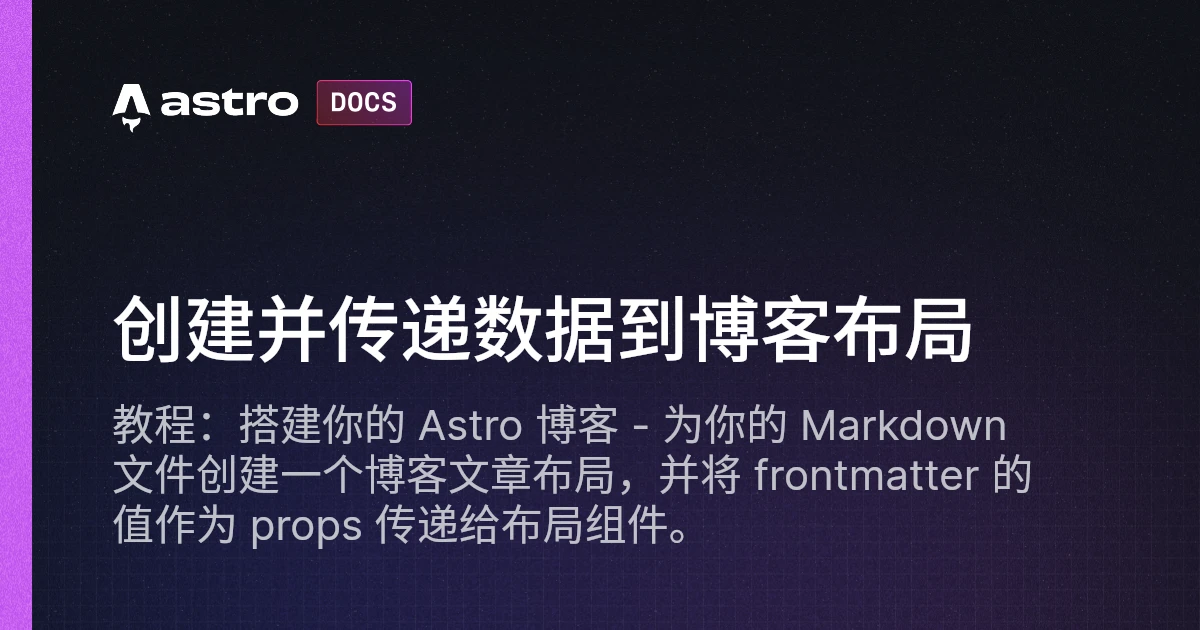 astro DOCS
创建并传递数据到博客布局
教程：搭建你的 Astro 博客 - 为你的 Markdown
文件创建一个博客文章布局，并将 frontmatter 的
值作为 props 传递给布局组件。